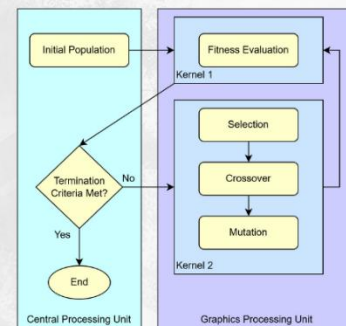 Initial Population
Fitness Evaluation
Kernel 1
Selection
Termination
Criteria Met?
No
Crossover
Yes
Mutation
End
Kernel 2
Central Processing Unit
Graphics Processing Unit